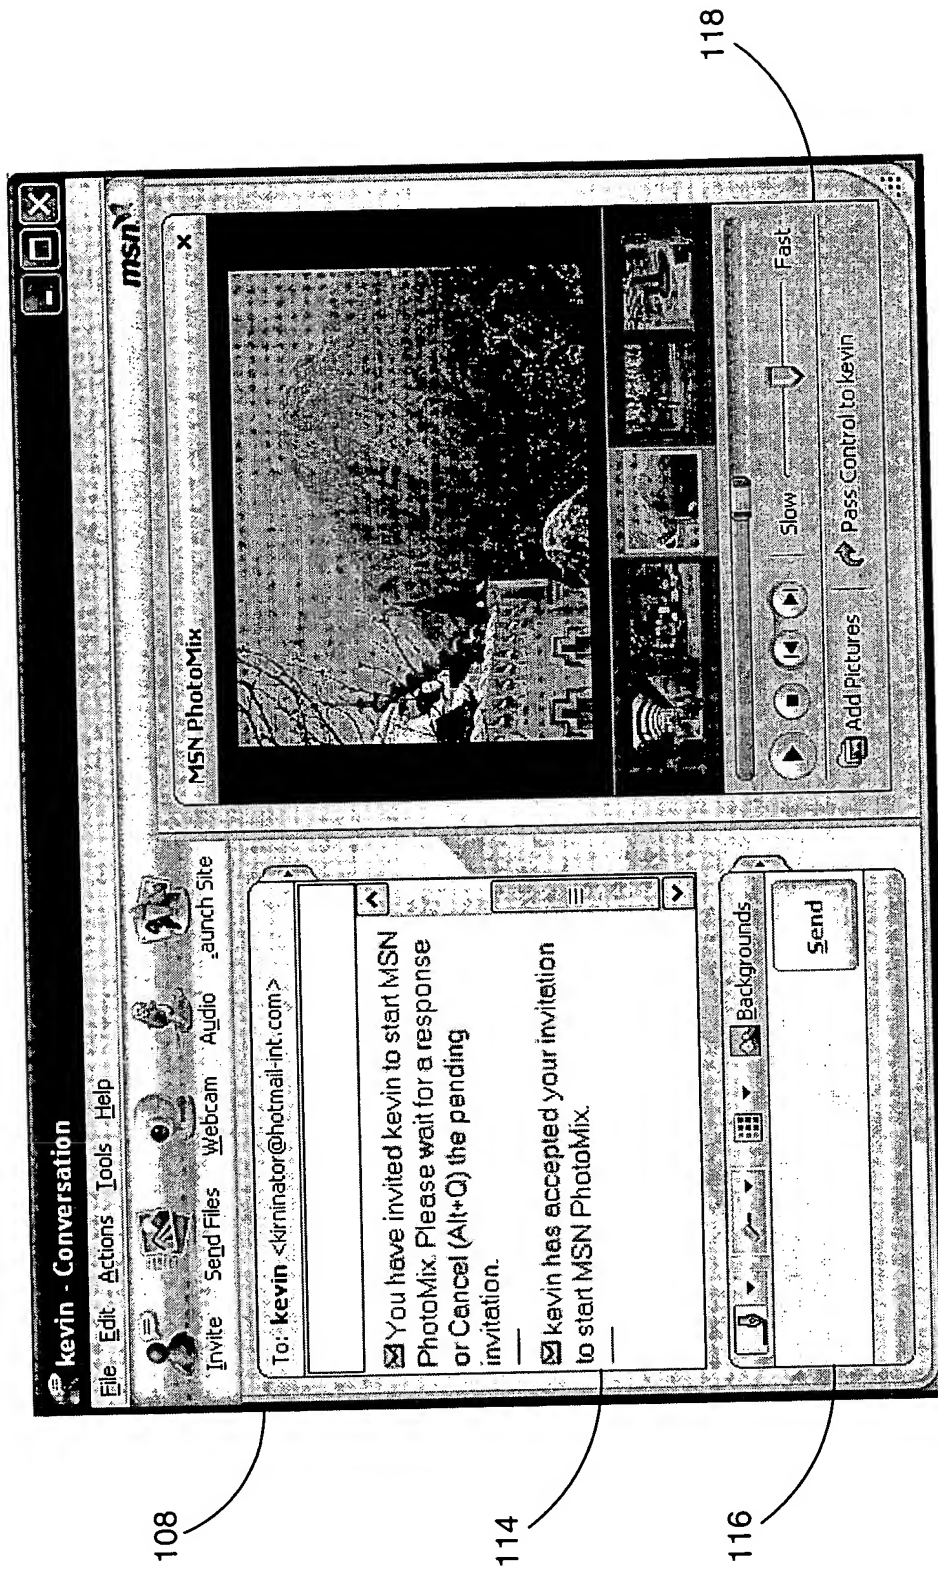 kevin - Conversation
File Edit Actions Tools Help
msn
Invite Send Files Webcam Audio Launch Site
To: kevin <kirninator@hotmail-int.com>
You have invited kevin to start MSN
PhotoMix. Please wait for a response
or Cancel (Alt+Q) the pending
invitation.
kevin has accepted your invitation
to start MSN PhotoMix.
Backgrounds
Send
MSN PhotoMix
Slow Fast
Add Pictures Pass Control to kevin
108
114
116
118